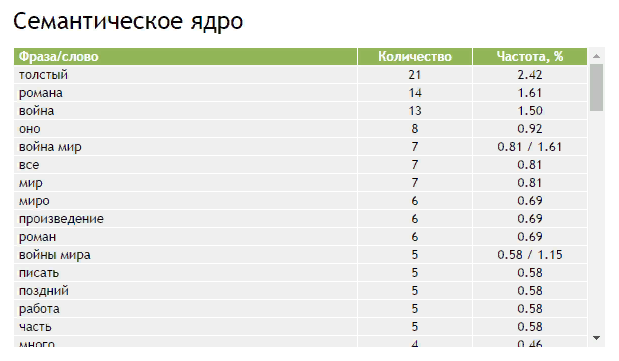 Семантическое ядро
Фраза/слово Количество Частота, %
толстый 21 2.42
романа 14 1.61
война 13 1.50
оно 8 0.92
война мир 7 0.81 / 1.61
все 7 0.81
мир 7 0.81
миро 6 0.69
произведение 6 0.69
роман 6 0.69
войны мира 5 0.58 / 1.15
писать 5 0.58
поздний 5 0.58
работа 5 0.58
часть 5 0.58
много 4 0.46